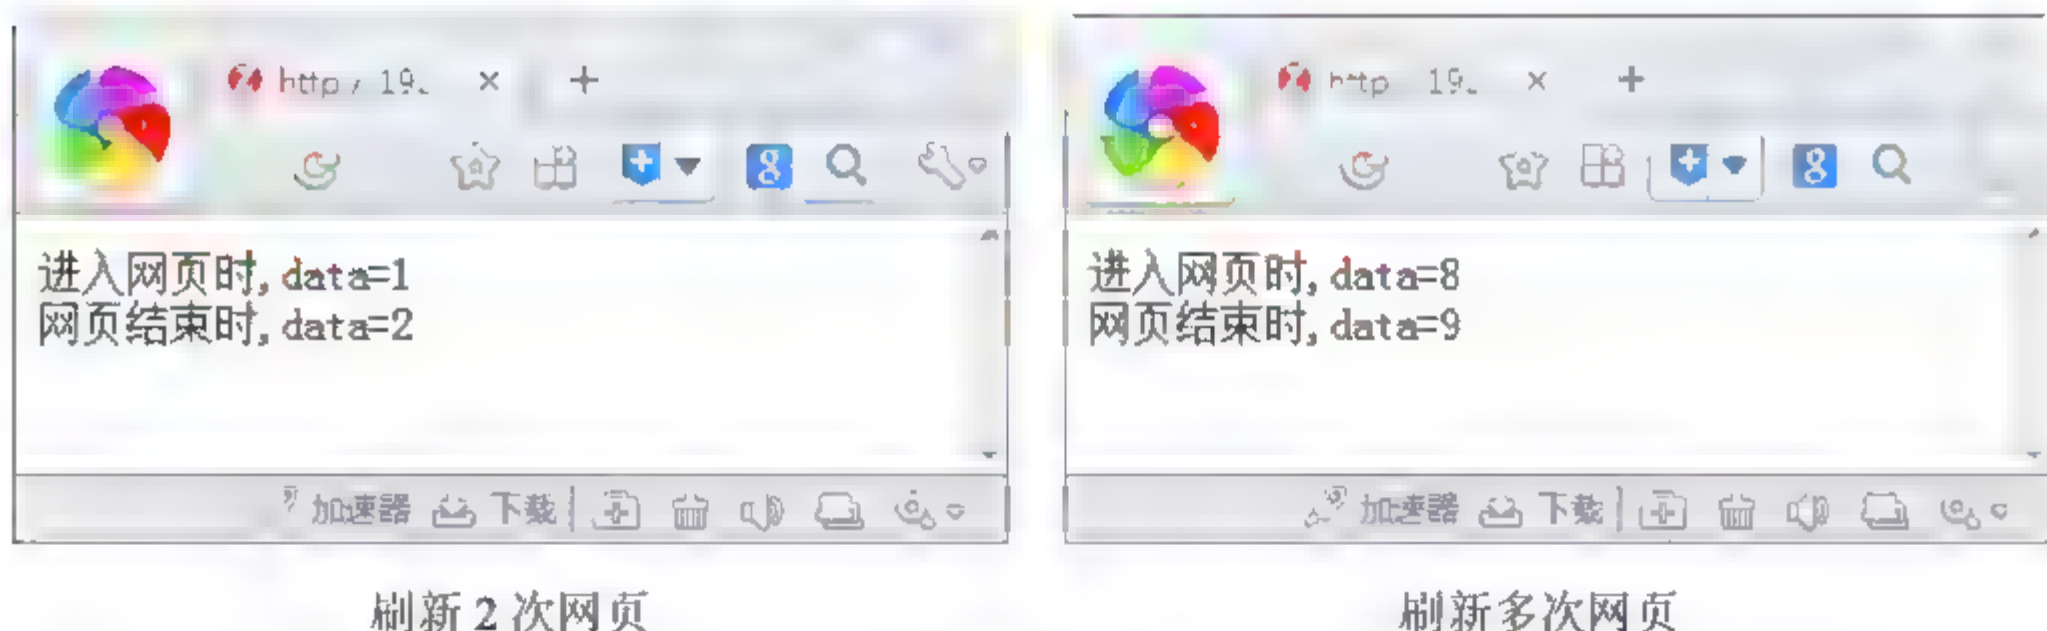 http / 19
进入网页时, data=1
网页结束时, data=2
加速器 下载
刷新 2 次网页
http 19
进入网页时, data=8
网页结束时, data=9
加速器 下载
刷新多次网页